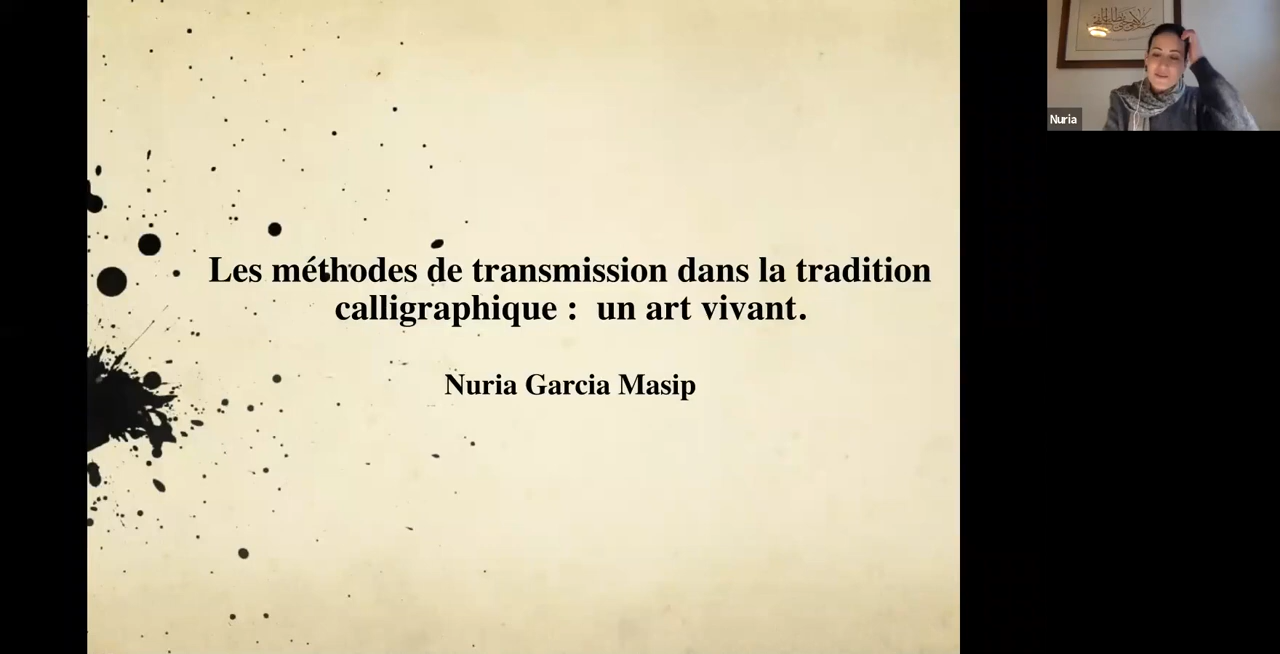 Les méthodes de transmission dans la tradition
calligraphique :  un art vivant.
Nuria Garcia Masip
Nuria